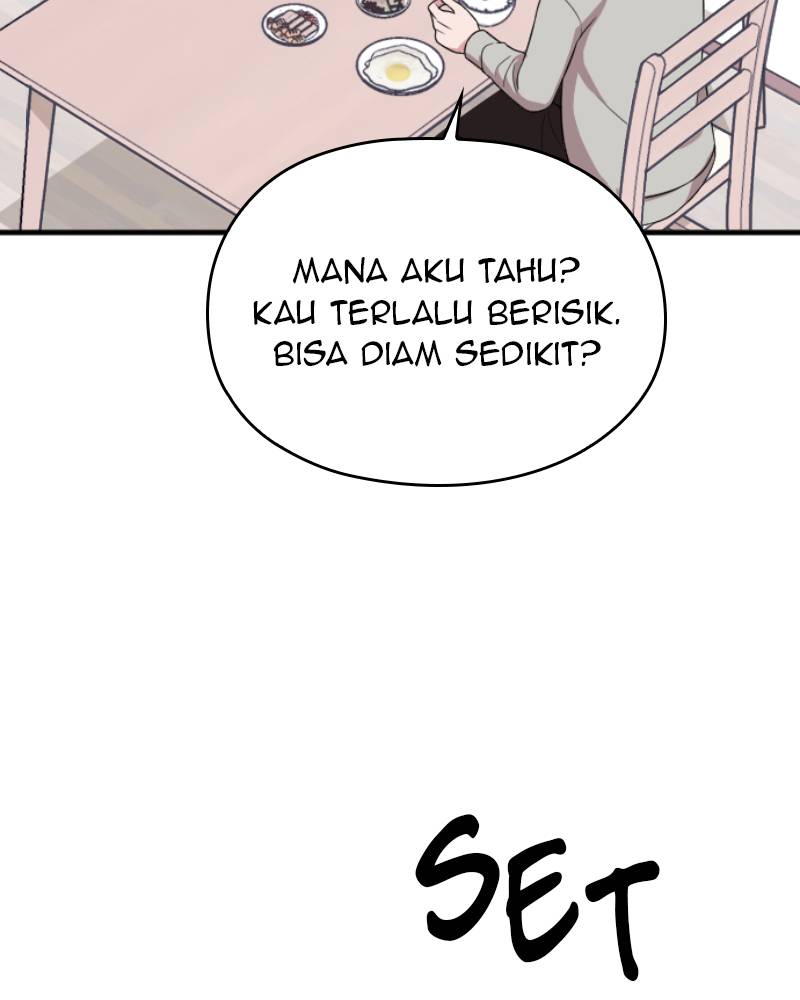 MANA AKU TAHU?
KAU TERLALU BERISIK.
BISA DIAM SEDIKIT?
SET